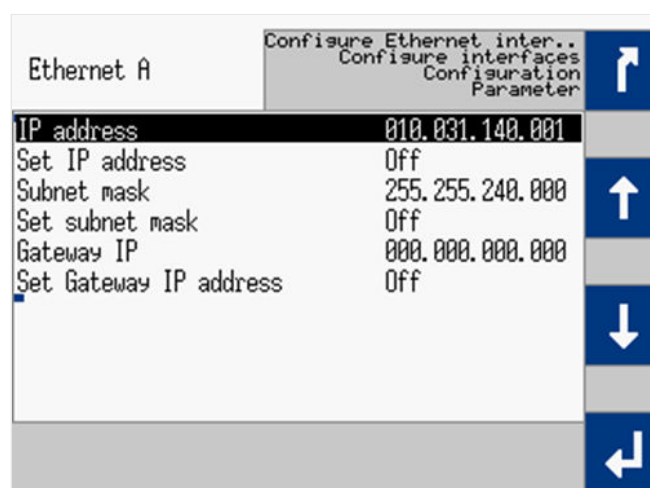 Ethernet A
Configure Ethernet inter..
Configure interfaces
Configuration
Parameter
IP address 010.031.140.001
Set IP address Off
Subnet mask 255.255.240.000
Set subnet mask Off
Gateway IP 000.000.000.000
Set Gateway IP address Off